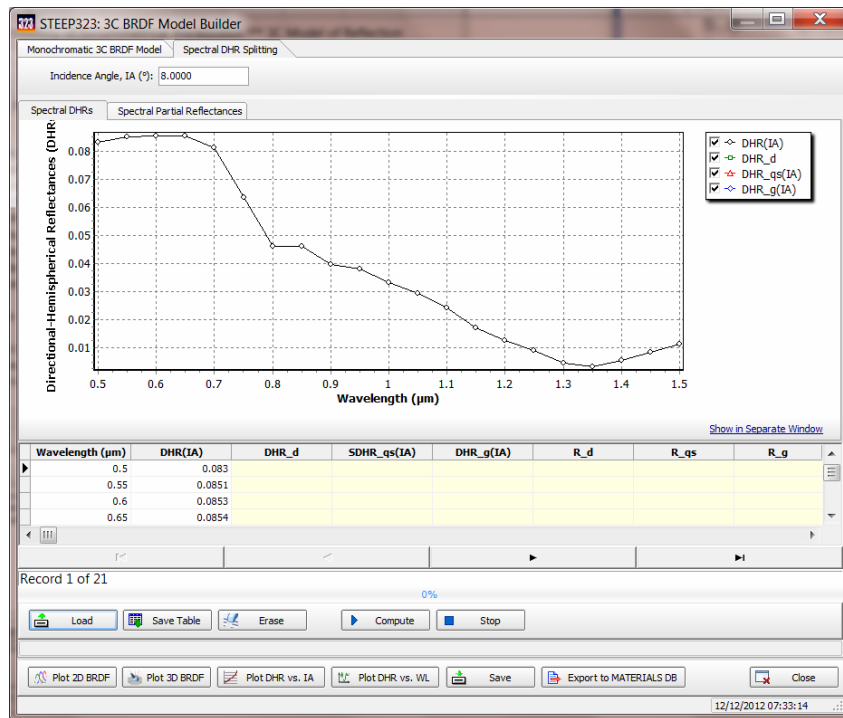 323 STEEP323: 3C BRDF Model Builder
Monochromatic 3C BRDF Model Spectral DHR Splitting
Incidence Angle, IA (°): 8.0000
Spectral DHRs Spectral Partial Reflectances
Directional-Hemispherical Reflectances (DHR
0.08
0.07
0.06
0.05
0.04
0.03
0.02
0.01
0.5 0.6 0.7 0.8 0.9 1 1.1 1.2 1.3 1.4 1.5
Wavelength (µm)
DHR(IA)
DHR_d
DHR_qs(IA)
DHR_g(IA)
Show in Separate Window
Wavelength (µm) DHR(IA) DHR_d SDHR_qs(IA) DHR_g(IA) R_d R_qs R_g
0.5 0.083
0.55 0.0851
0.6 0.0853
0.65 0.0854
Record 1 of 21
0%
Load Save Table Erase Compute Stop
Plot 2D BRDF Plot 3D BRDF Plot DHR vs. IA Plot DHR vs. WL Save Export to MATERIALS DB Close
12/12/2012 07:33:14